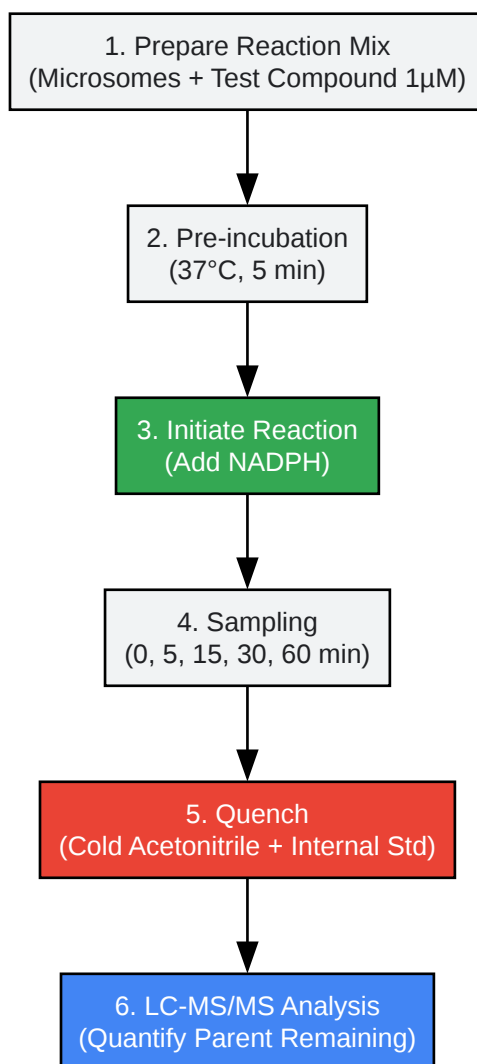 1. Prepare Reaction Mix
(Microsomes + Test Compound 1µM)
2. Pre-incubation
(37°C, 5 min)
3. Initiate Reaction
(Add NADPH)
4. Sampling
(0, 5, 15, 30, 60 min)
5. Quench
(Cold Acetonitrile + Internal Std)
6. LC-MS/MS Analysis
(Quantify Parent Remaining)